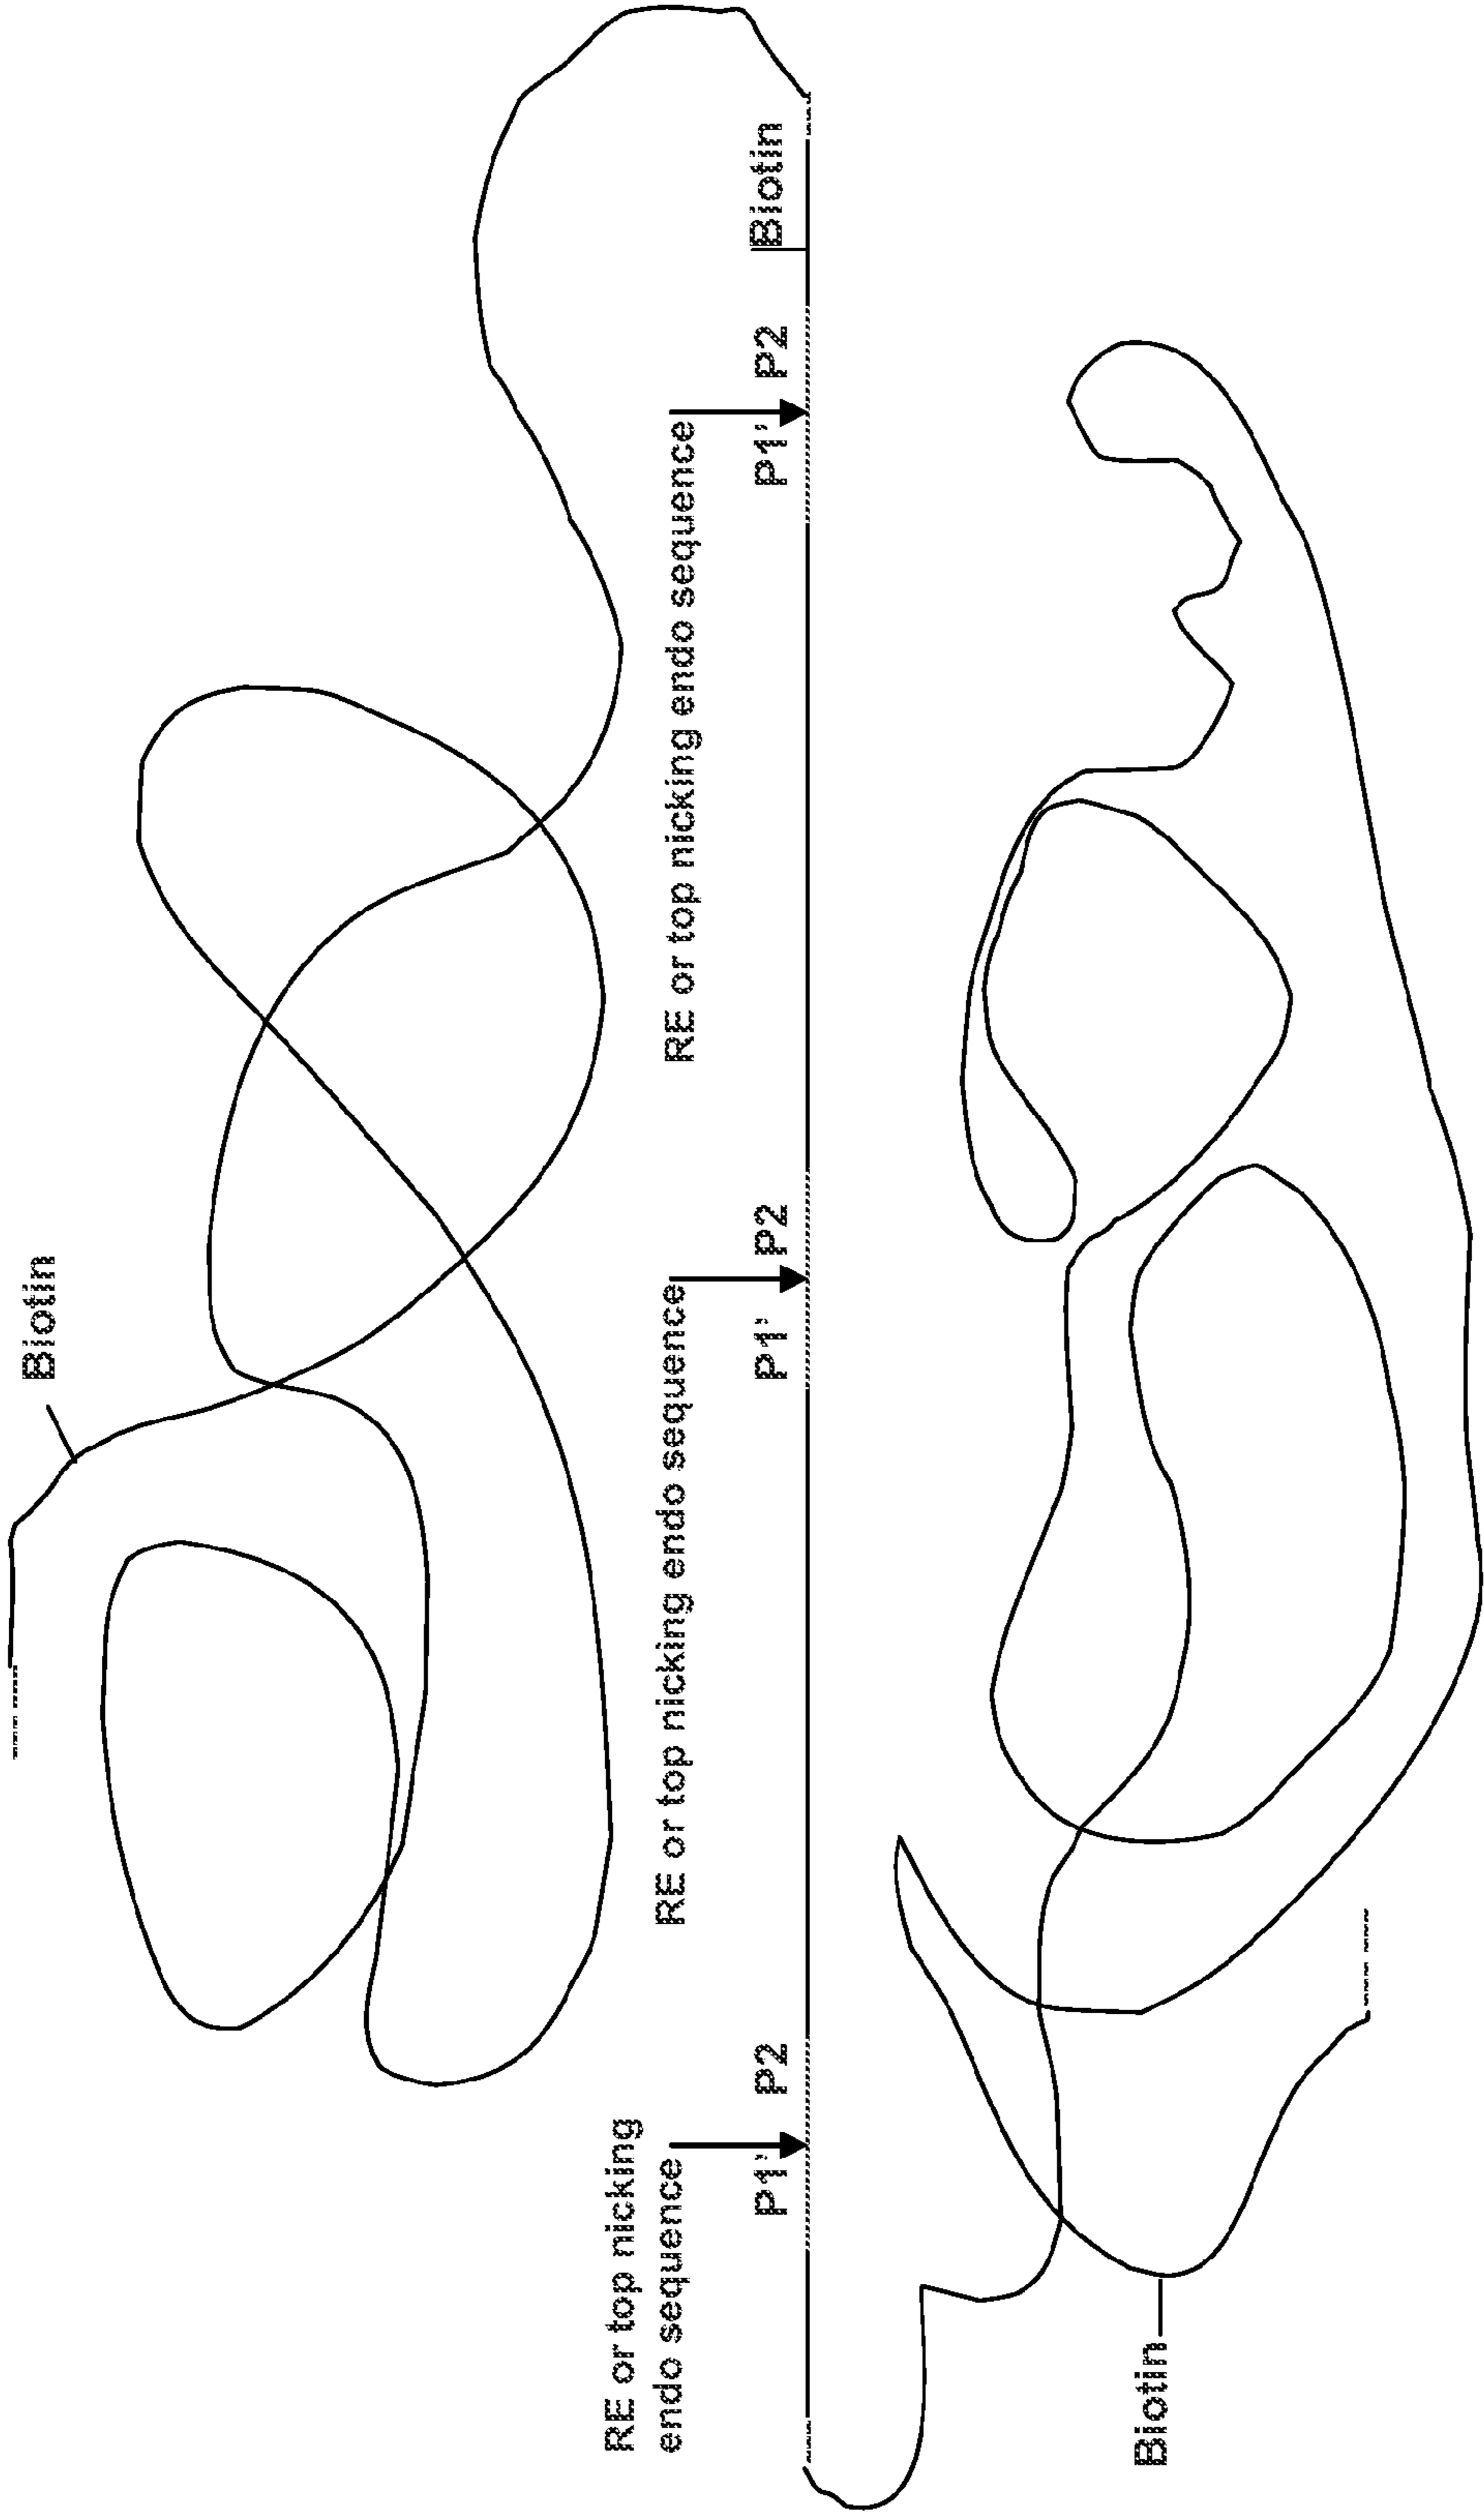 Biotin
RE or top nicking
endo sequence
RE or top nicking endo sequence
RE or top nicking endo sequence
P1' P2
P1' P2
P1' P2
Biotin
Biotin